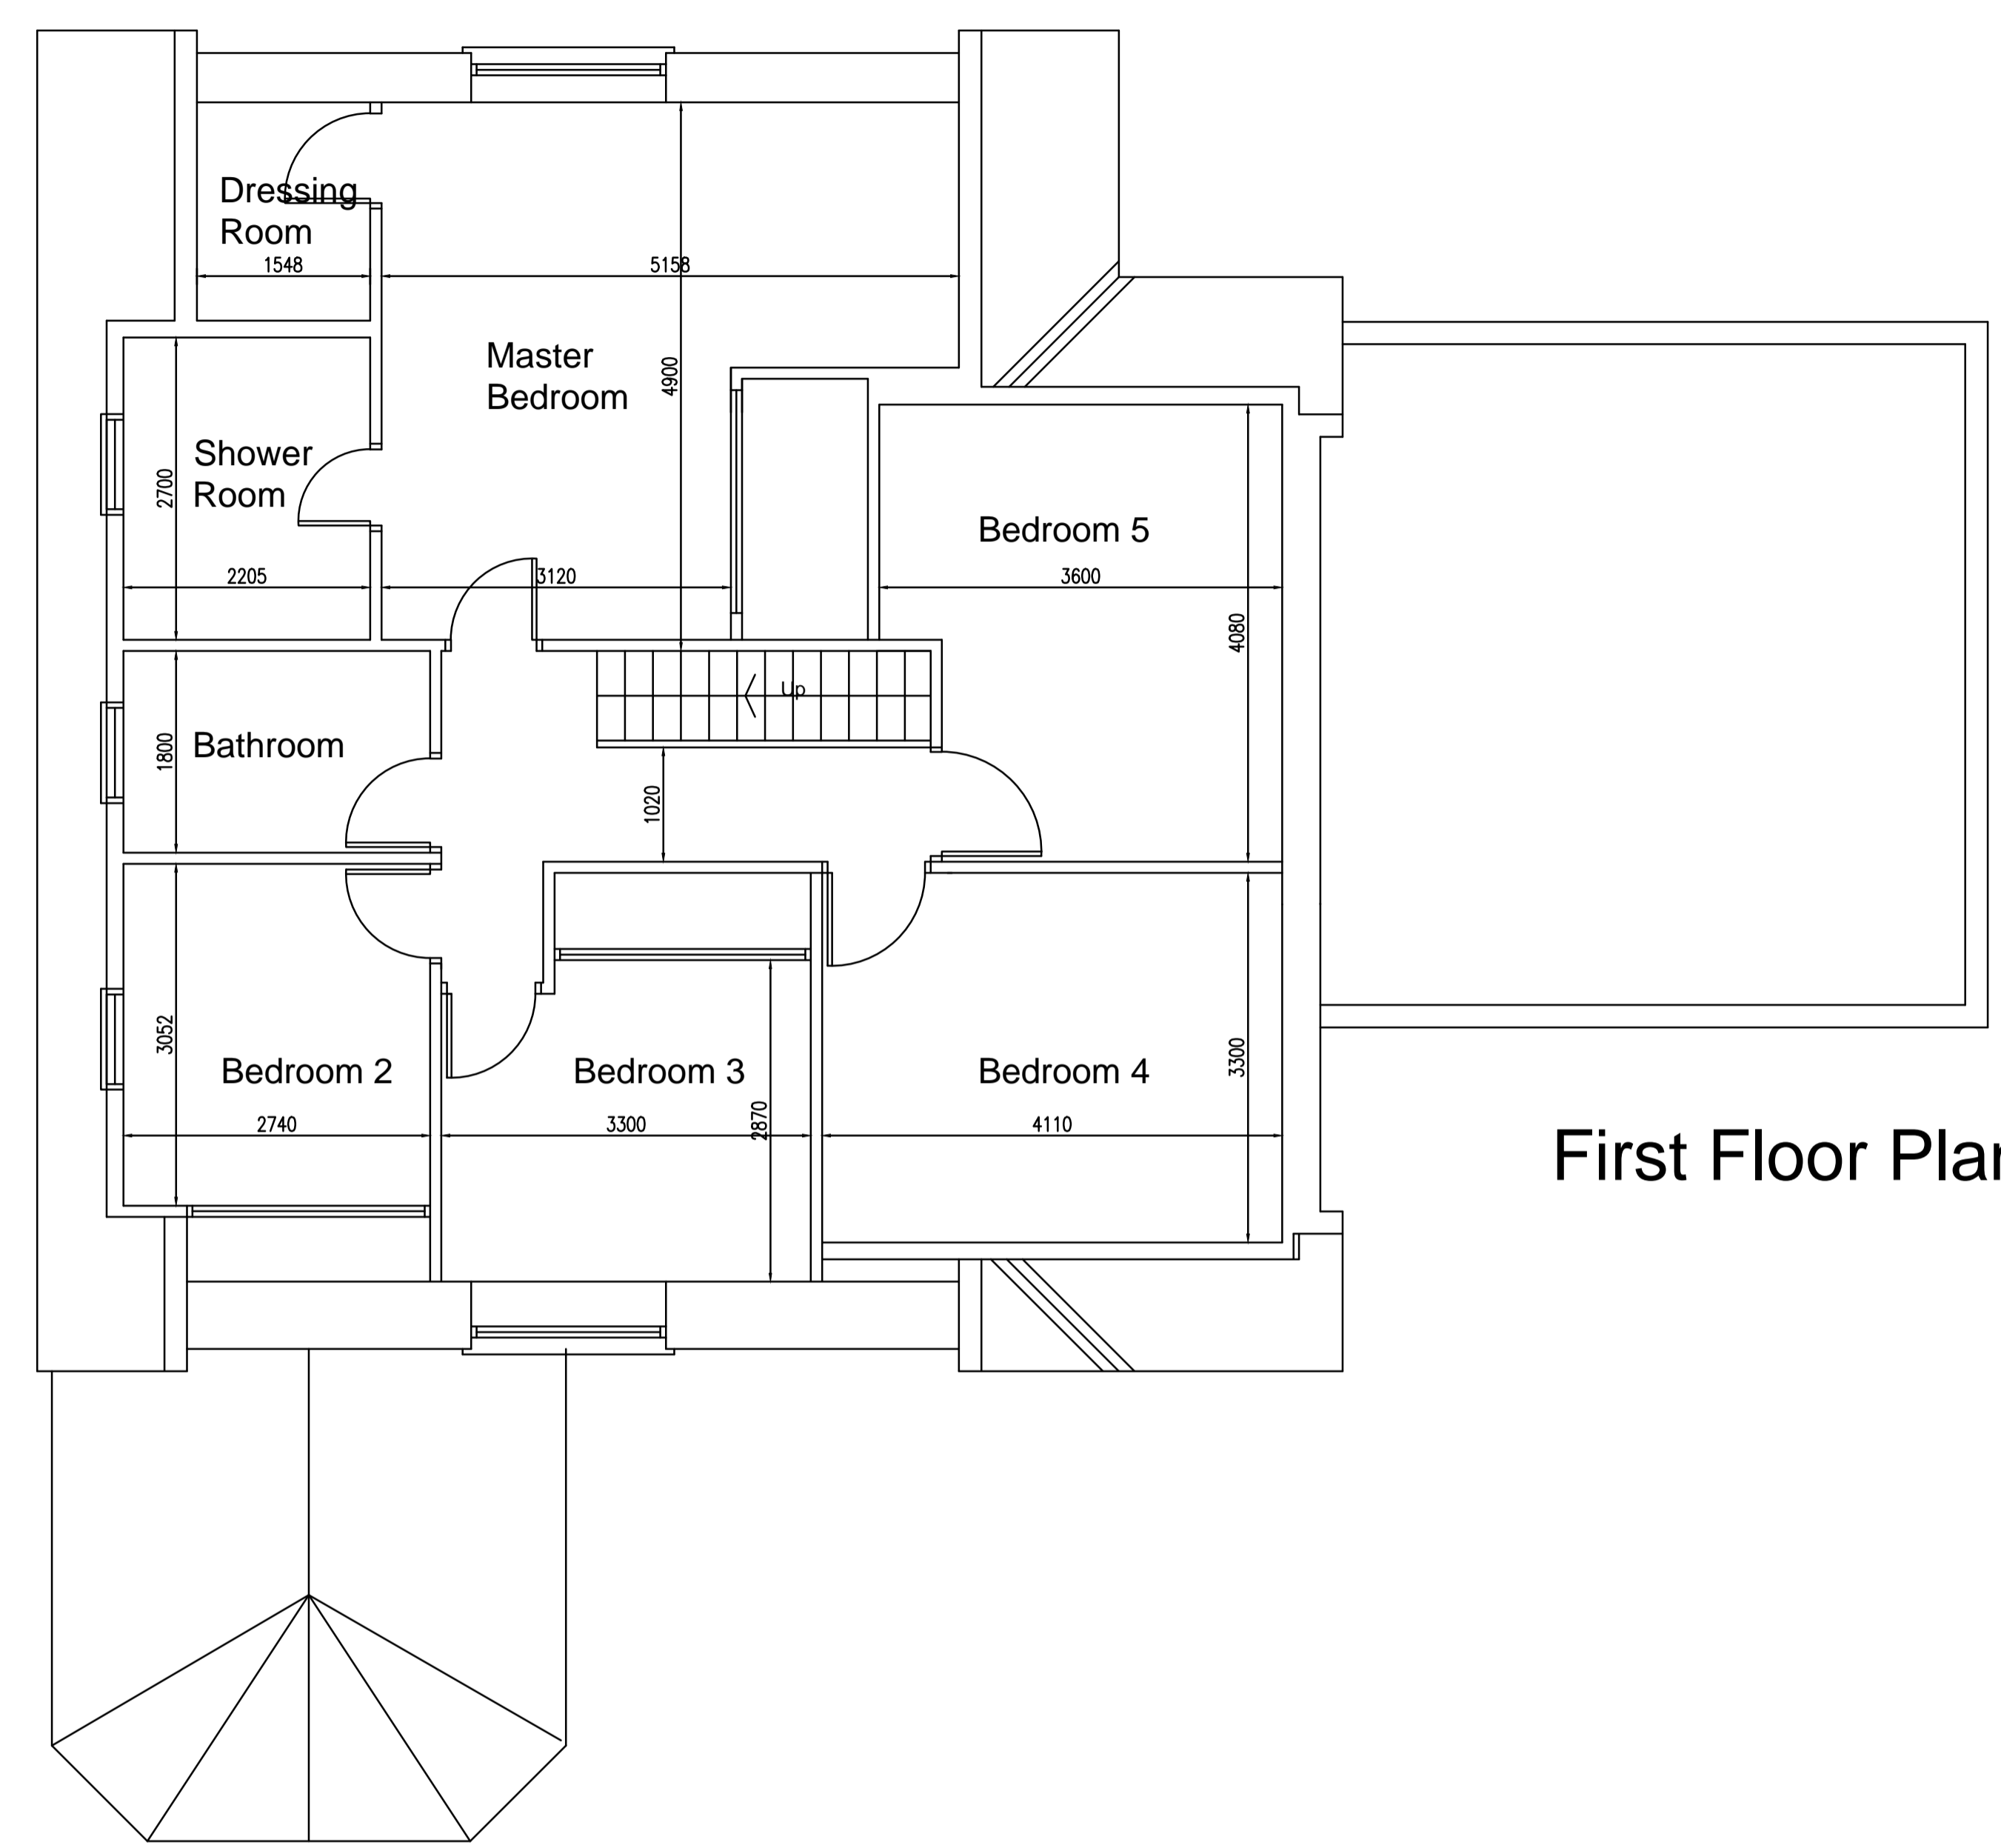 Dressing
Room
1548
5158
Master
Bedroom
4900
Shower
Room
2700
Bedroom 5
2205
3120
3600
4080
Up
Bathroom
1800
1020
3052
Bedroom 2
Bedroom 3
Bedroom 4
3300
2740
3300
2870
4110
First Floor Plan